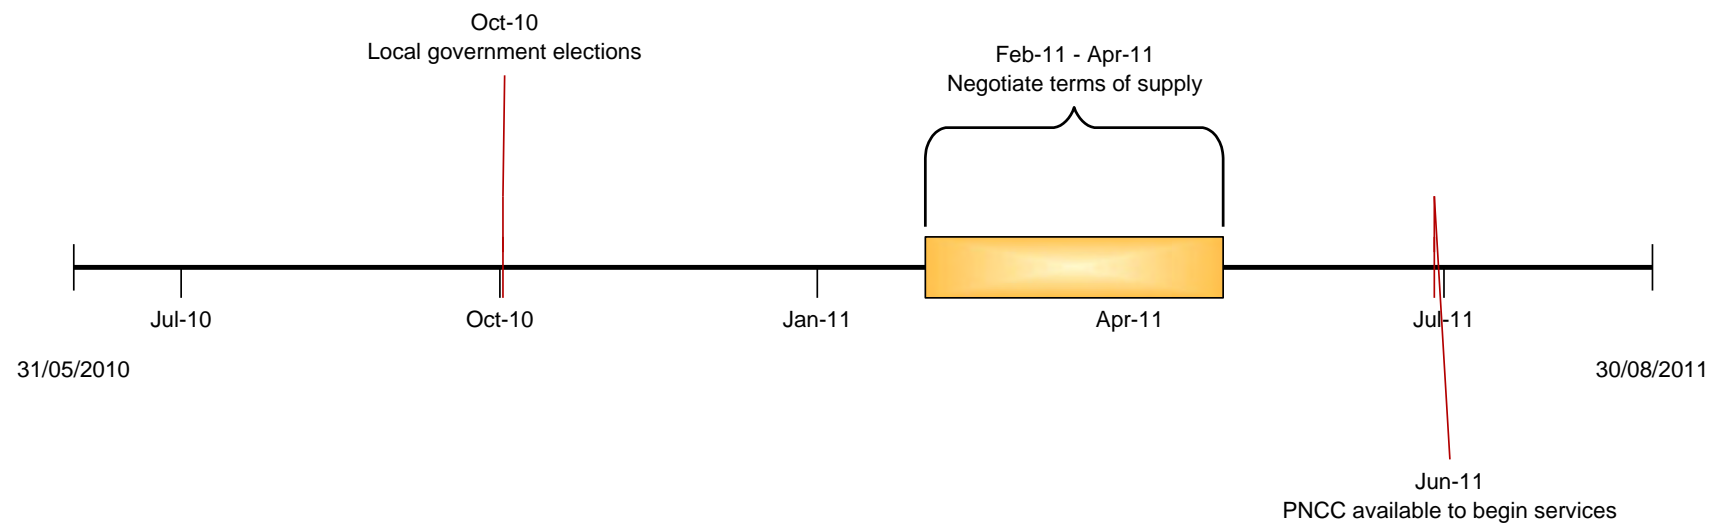 Oct-10
Local government elections
Feb-11 - Apr-11
Negotiate terms of supply
Jul-10
Oct-10
Jan-11
Apr-11
Jul-11
31/05/2010
30/08/2011
Jun-11
PNCC available to begin services